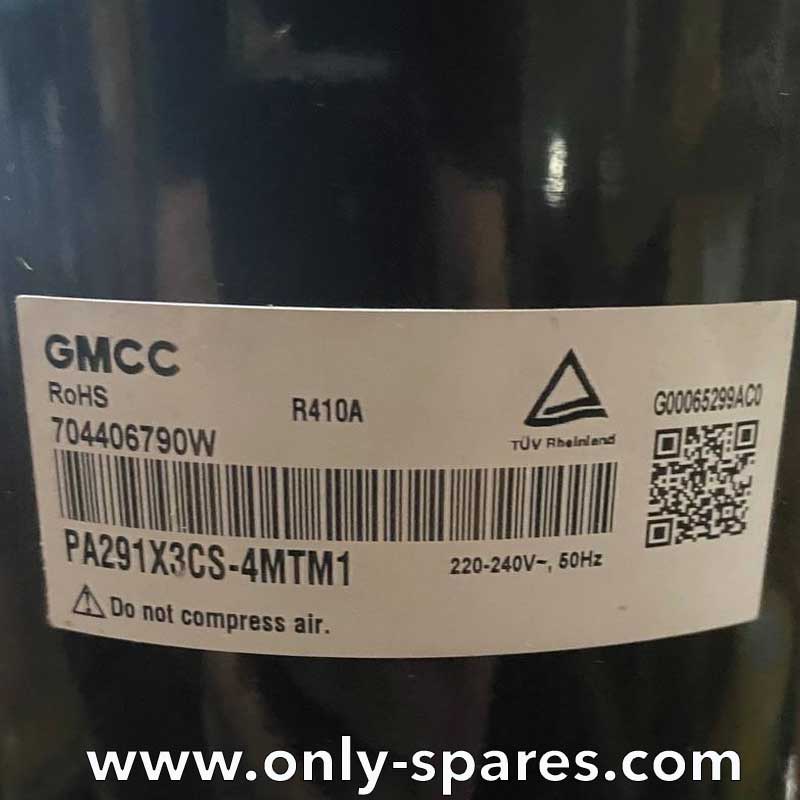 GMCC
RoHS
R410A
704406790W
TÜV Rheinland
G00065299AC0
PA291X3CS-4MTM1
220-240V~, 50Hz
Do not compress air.
www.only-spares.com